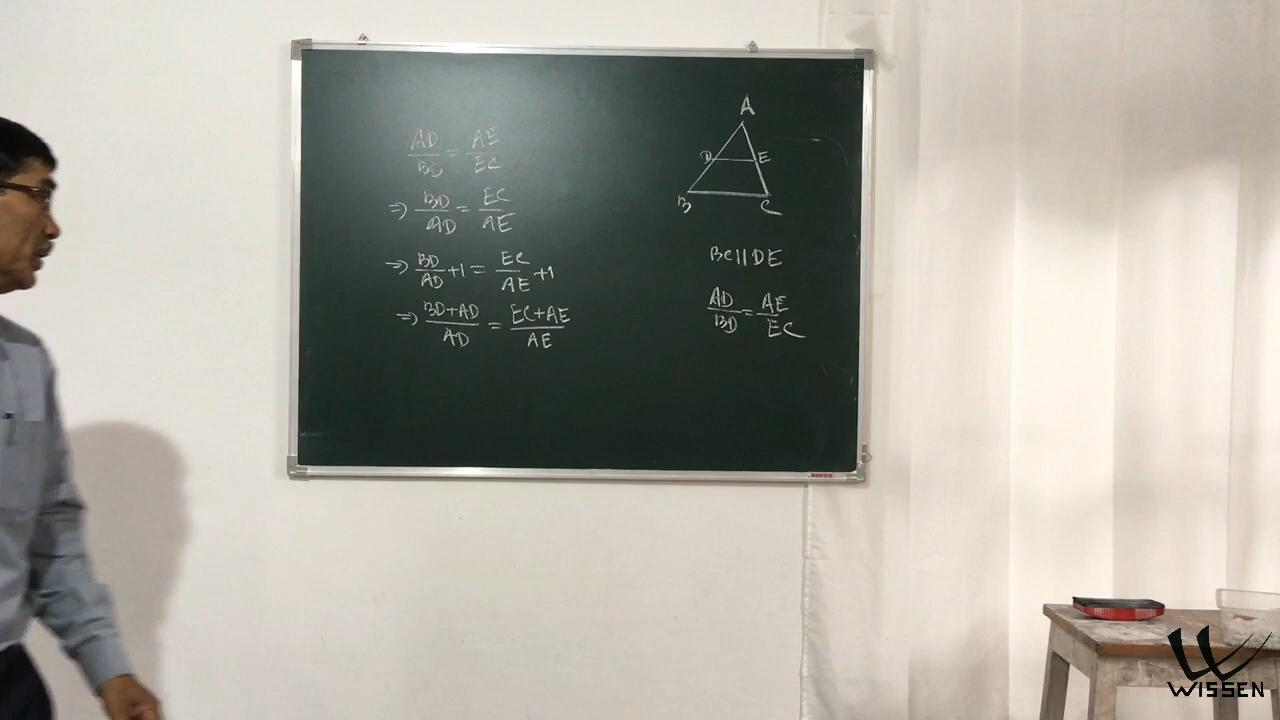 AD/BD = AE/EC
⇒ BD/AD = EC/AE
⇒ BD/AD + 1 = EC/AE + 1
⇒ BD+AD/AD = EC+AE/AE
A
D E
B C
BC || DE
AD/BD = AE/EC
kores
WISSEN